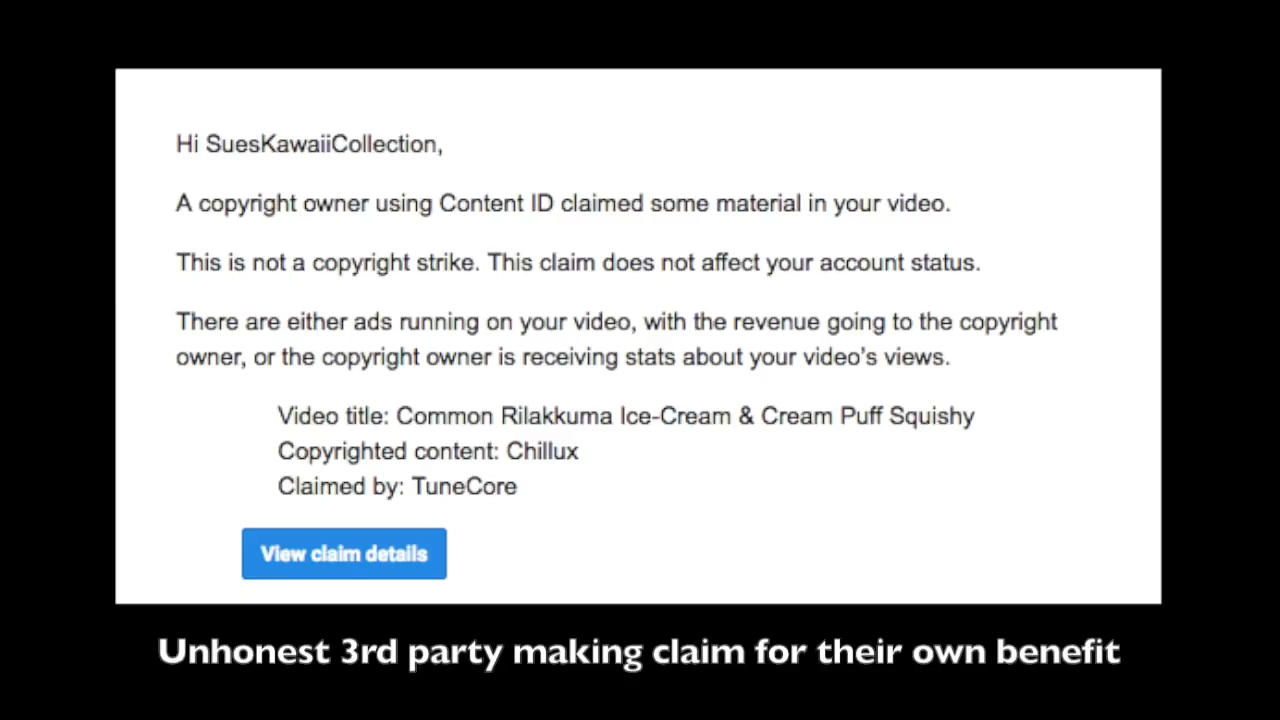 Hi SuesKawaiiCollection,
A copyright owner using Content ID claimed some material in your video.
This is not a copyright strike. This claim does not affect your account status.
There are either ads running on your video, with the revenue going to the copyright
owner, or the copyright owner is receiving stats about your video’s views.
Video title: Common Rilakkuma Ice-Cream & Cream Puff Squishy
Copyrighted content: Chillux
Claimed by: TuneCore
View claim details
Unhonest 3rd party making claim for their own benefit